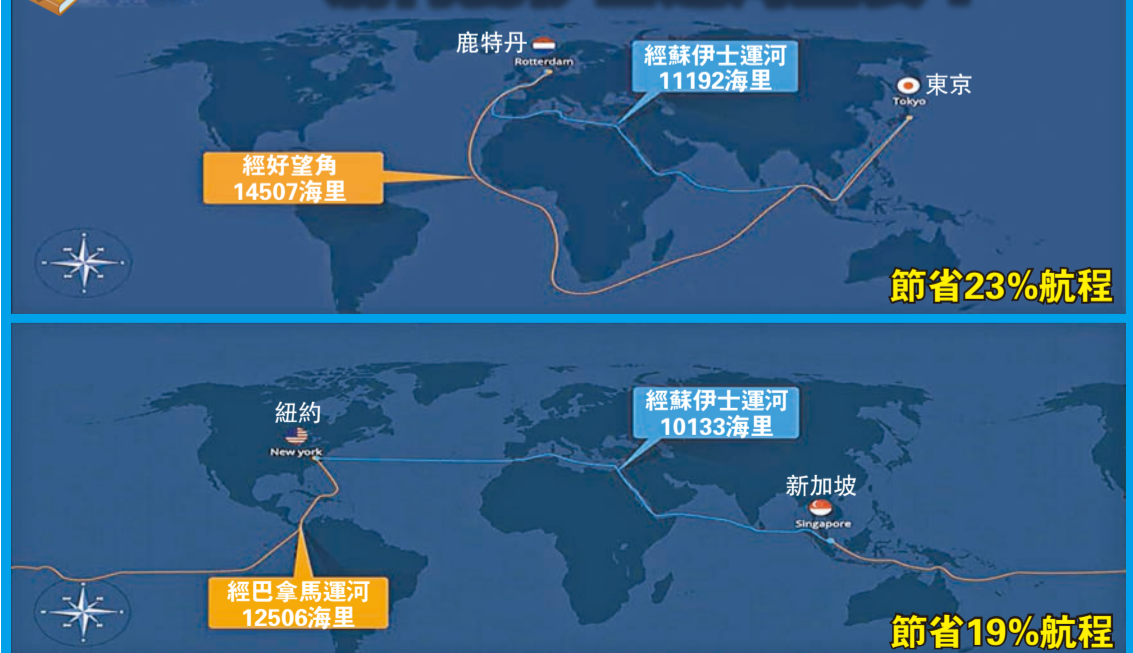 鹿特丹
Rotterdam
經蘇伊士運河
11192海里
東京
Tokyo
經好望角
14507海里
節省23%航程
紐約
New york
經蘇伊士運河
10133海里
新加坡
Singapore
經巴拿馬運河
12506海里
節省19%航程